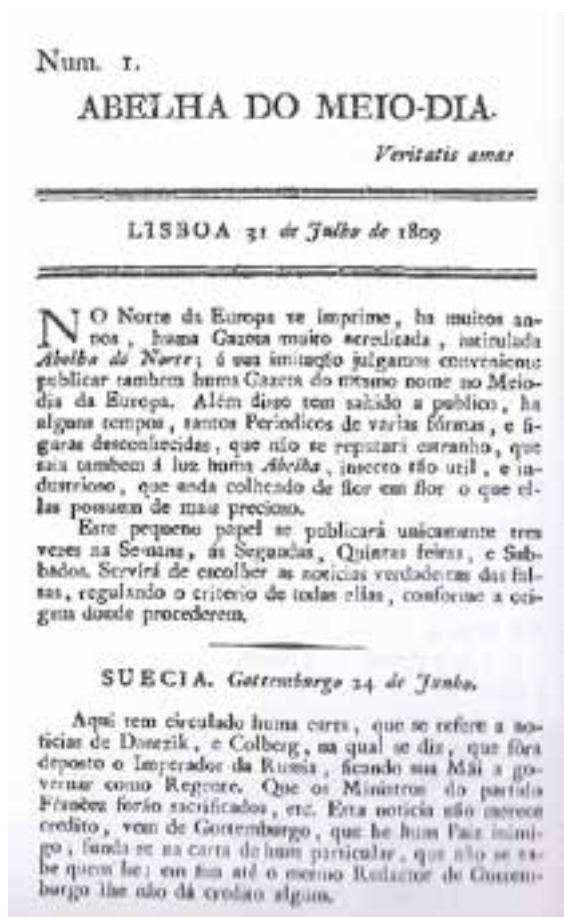 Num. 1.
ABELHA DO MEIO-DIA.
Veritatis amas
LISBOA 31 de Julho de 1809
NO Norte da Europa se imprime, ha muitos an-
nos, huma Gazeta muito acreditada, intitulada
Abelha do Norte; á sua imitação julgamos conveniente
publicar tambem huma Gazeta do mesmo nome no Meio-
dia da Europa. Além disso tem sahido a publico, ha
alguns tempos, tantos Periodicos de varias fórmas, e fi-
guras desconhecidas, que não se reputará estranho, que
saia tambem á luz huma Abelha, insecto tão util, e in-
dustrioso, que anda colhendo de flor em flor o que el-
las possuem de mais precioso.
Este pequeno papel se publicará unicamente tres
vezes na Semana, ás Segundas, Quintas feiras, e Sab-
bados. Servirá de escolher as noticias verdadeiras das fal-
sas, regulando o criterio de todas ellas, conforme a ori-
gem donde procederem.
SUECIA. Gottemburgo 24 de Junho.
Aqui tem circulado huma carta, que se refere a no-
ticias de Dantzik, e Colberg, na qual se diz, que fôra
deposto o Imperador da Russia, ficando sua Mãi a go-
vernar como Regente. Que os Ministros do partido
Francez forão sacrificados, etc. Esta noticia não merece
credito, vem de Gottemburgo, que he hum Paiz inimi-
go, funda-se na carta de hum particular, que não se sa-
be quem he; em fim até o mesmo Redactor de Gottem-
burgo lhe não dá credito algum.